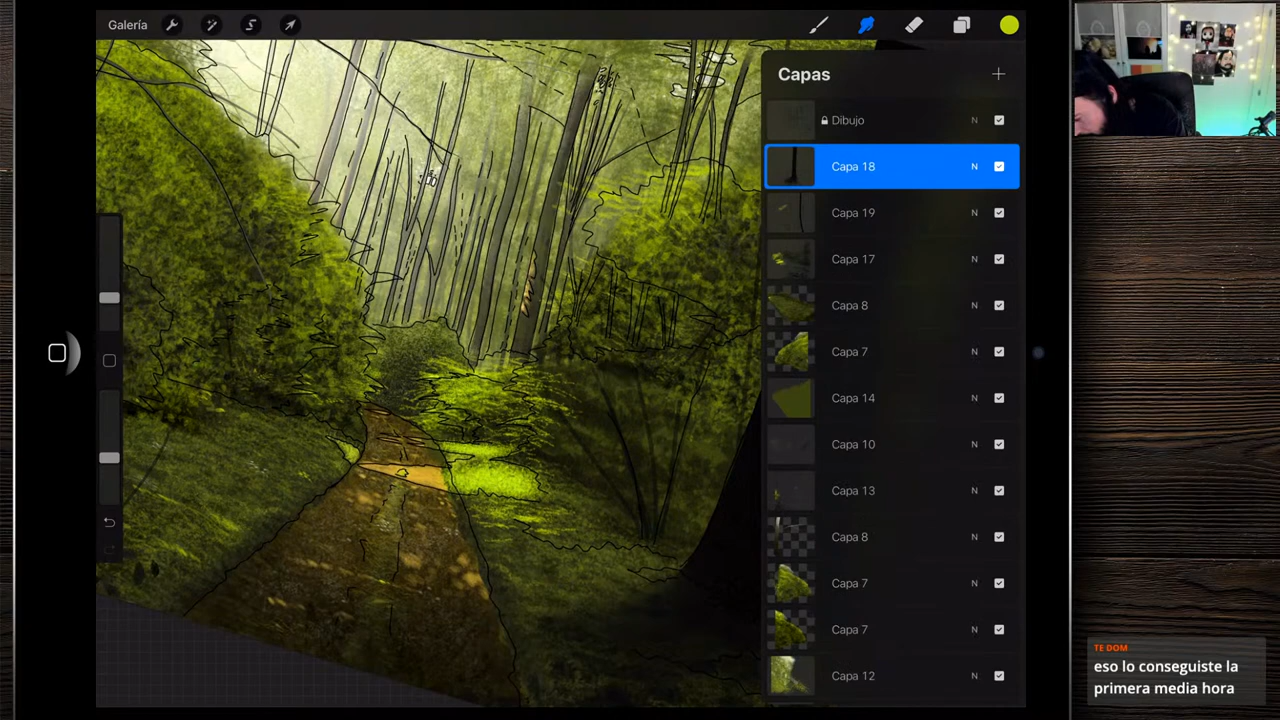 Galería
Capas
Dibujo N
Capa 18 N
Capa 19 N
Capa 17 N
Capa 8 N
Capa 7 N
Capa 14 N
Capa 10 N
Capa 13 N
Capa 8 N
Capa 7 N
Capa 7 N
Capa 12 N
TE DOM
eso lo conseguiste la
primera media hora